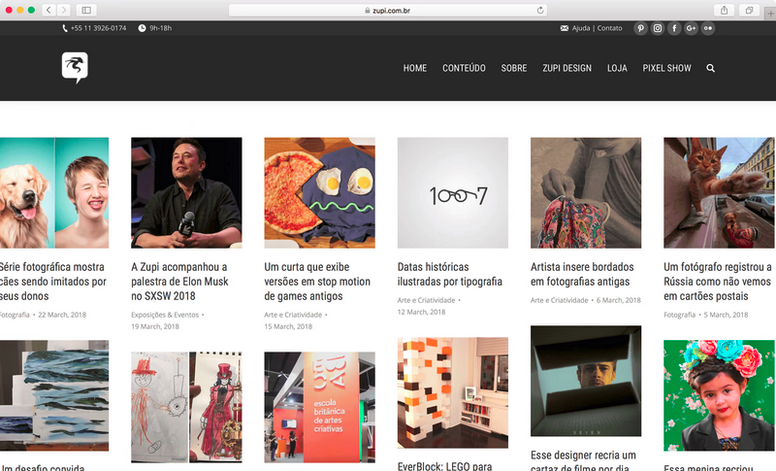 zupi.com.br
+55 11 3926-0174
9h-18h
Ajuda | Contato
HOME
CONTEÚDO
SOBRE
ZUPI DESIGN
LOJA
PIXEL SHOW
1007
Série fotográfica mostra
cães sendo imitados por
seus donos
Fotografia • 22 March, 2018
A Zupi acompanhou a
palestra de Elon Musk
no SXSW 2018
Exposições & Eventos •
19 March, 2018
Um curta que exibe
versões em stop motion
de games antigos
Arte e Criatividade •
15 March, 2018
Datas históricas
ilustradas por tipografia
Arte e Criatividade •
12 March, 2018
Artista insere bordados
em fotografias antigas
Arte e Criatividade • 6 March, 2018
Um fotógrafo registrou a
Rússia como não vemos
em cartões postais
Fotografia • 5 March, 2018
escola
britânica
de artes
criativas
Um desafio convida
EverBlock: LEGO para
Esse designer recria um
cartaz de filme por dia
Essa menina recriou